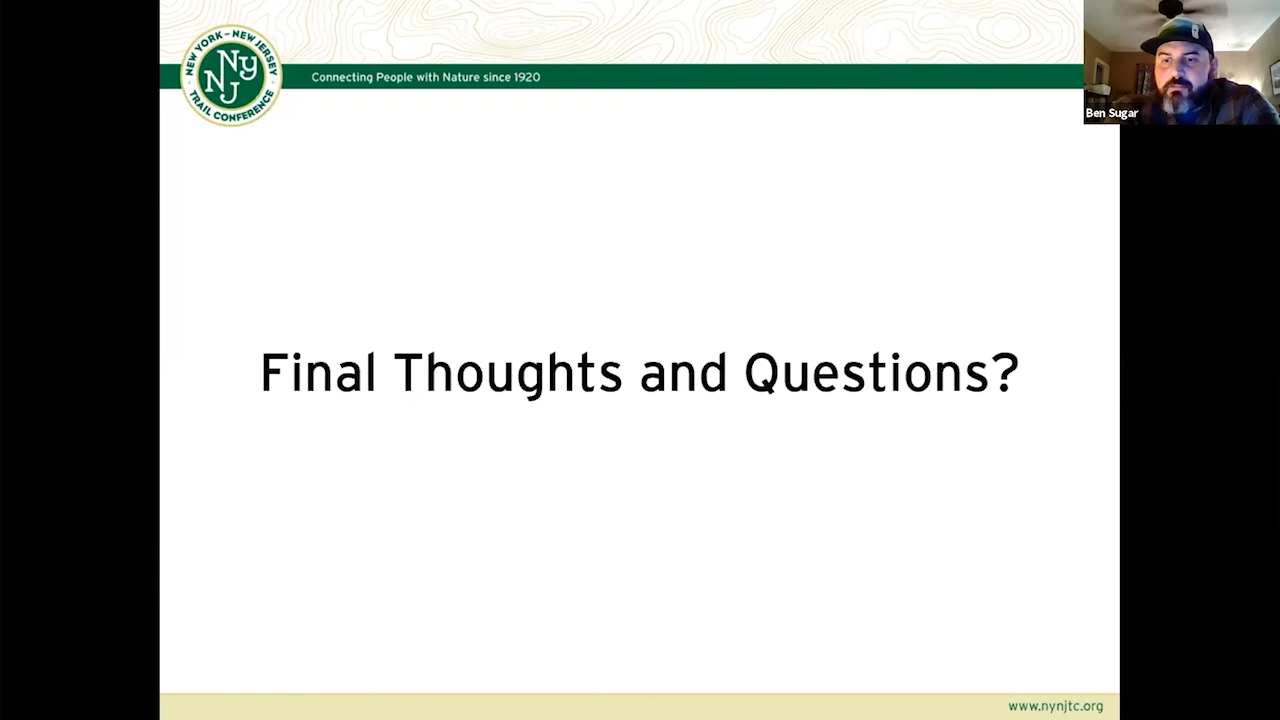 NEW YORK – NEW JERSEY
NY
NJ
TRAIL CONFERENCE
Connecting People with Nature since 1920
Ben Sugar
Final Thoughts and Questions?
www.nynjtc.org